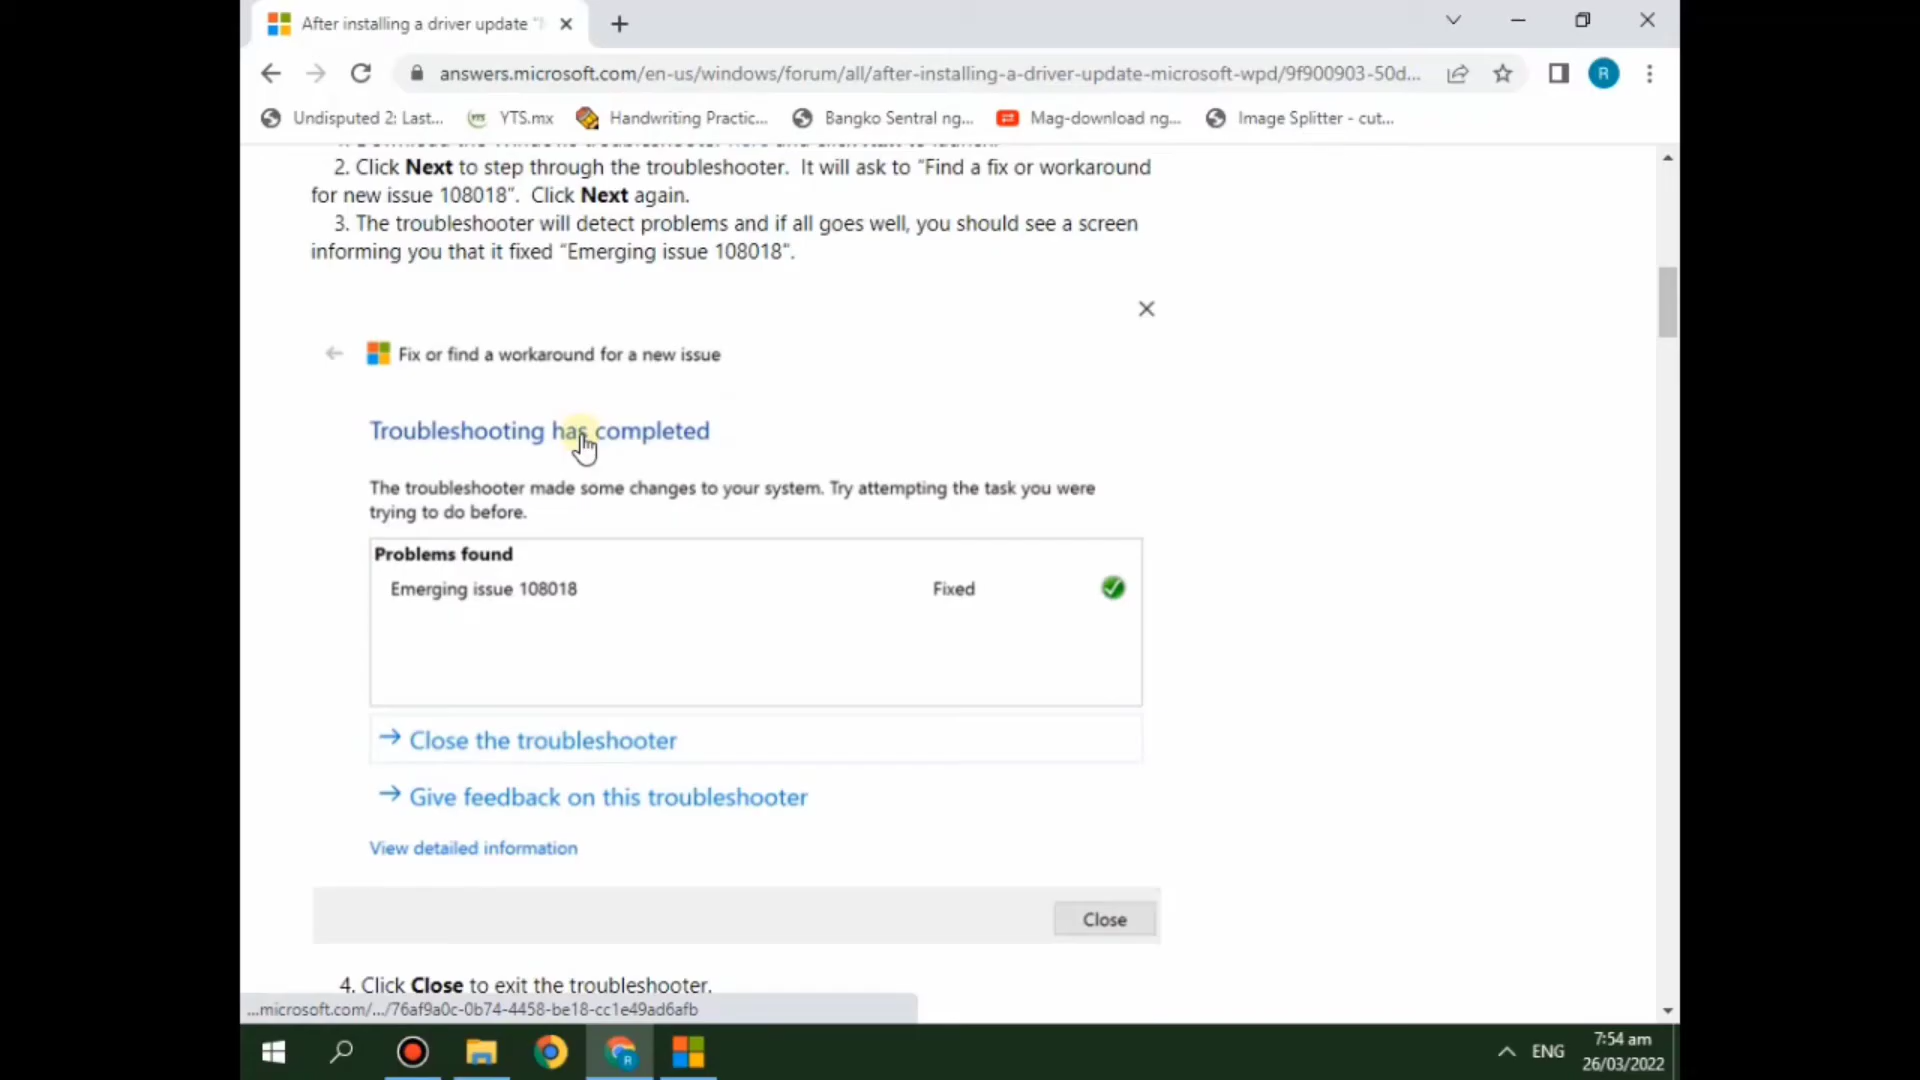 After installing a driver update
answers.microsoft.com/en-us/windows/forum/all/after-installing-a-driver-update-microsoft-wpd/9f900903-50d...
R
Undisputed 2: Last...
YTS.mx
Handwriting Practic...
Bangko Sentral ng...
Mag-download ng...
Image Splitter - cut...
2. Click Next to step through the troubleshooter. It will ask to “Find a fix or workaround
for new issue 108018”. Click Next again.
3. The troubleshooter will detect problems and if all goes well, you should see a screen
informing you that it fixed “Emerging issue 108018”.
Fix or find a workaround for a new issue
Troubleshooting has completed
The troubleshooter made some changes to your system. Try attempting the task you were
trying to do before.
Problems found
Emerging issue 108018 Fixed
Close the troubleshooter
Give feedback on this troubleshooter
View detailed information
Close
4. Click Close to exit the troubleshooter.
...microsoft.com/.../76af9a0c-0b74-4458-be18-cc1e49ad6afb
ENG
7:54 am
26/03/2022